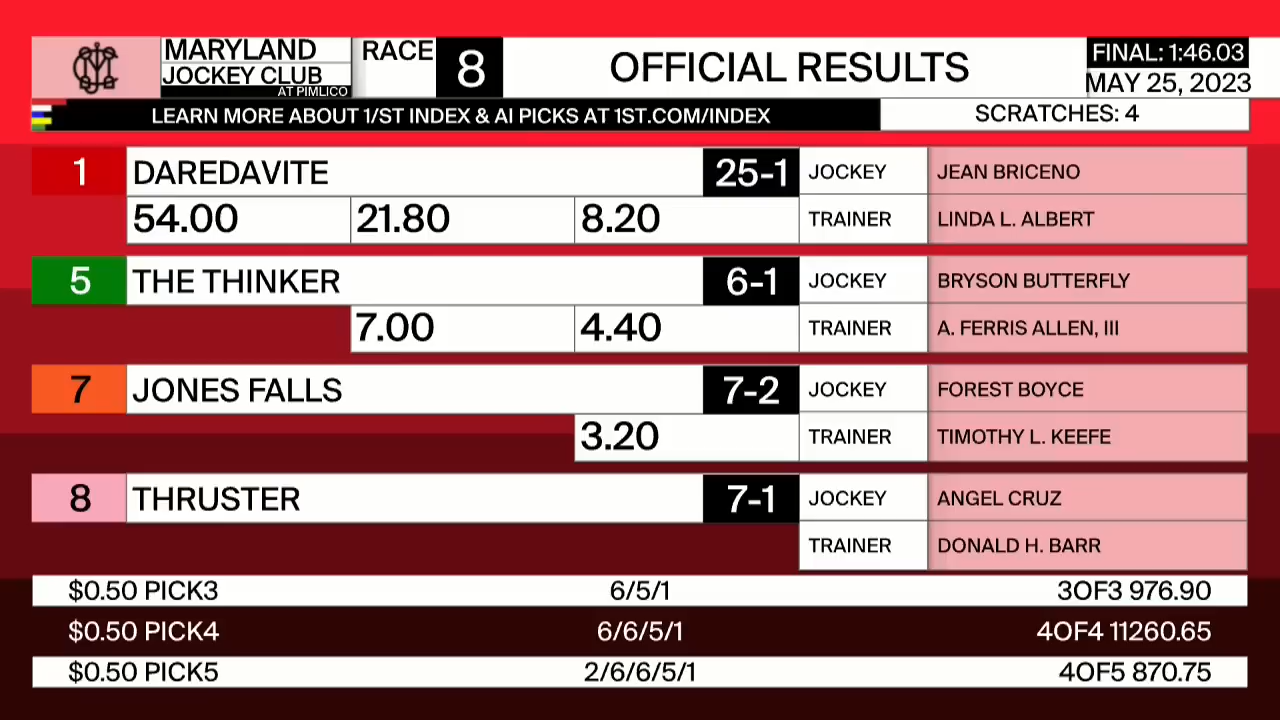 MARYLAND
JOCKEY CLUB
AT PIMLICO
RACE 8
OFFICIAL RESULTS
FINAL: 1:46.03
MAY 25, 2023
LEARN MORE ABOUT 1/ST INDEX & AI PICKS AT 1ST.COM/INDEX
SCRATCHES: 4
1 DAREDAVITE 25-1 JOCKEY JEAN BRICENO
54.00 21.80 8.20 TRAINER LINDA L. ALBERT
5 THE THINKER 6-1 JOCKEY BRYSON BUTTERFLY
7.00 4.40 TRAINER A. FERRIS ALLEN, III
7 JONES FALLS 7-2 JOCKEY FOREST BOYCE
3.20 TRAINER TIMOTHY L. KEEFE
8 THRUSTER 7-1 JOCKEY ANGEL CRUZ
TRAINER DONALD H. BARR
$0.50 PICK3 6/5/1 3OF3 976.90
$0.50 PICK4 6/6/5/1 4OF4 11260.65
$0.50 PICK5 2/6/6/5/1 4OF5 870.75